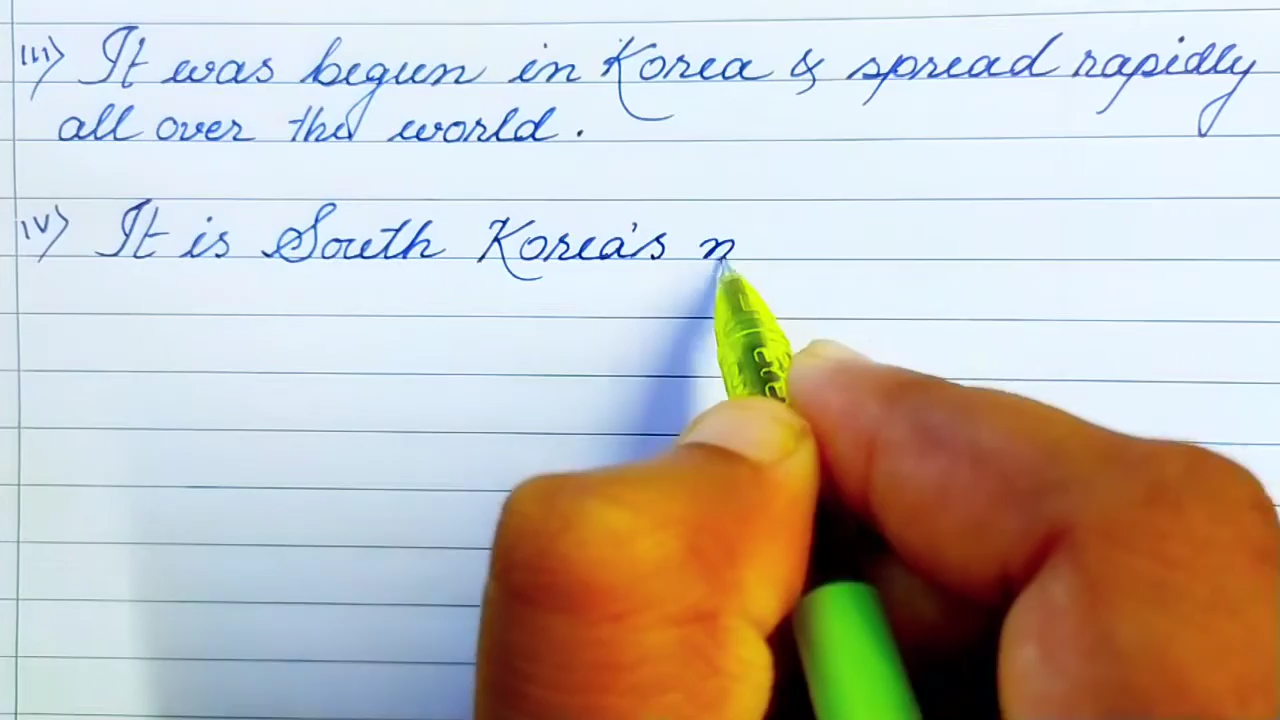 iii) It was begun in Korea & spread rapidly
all over the world.
iv) It is South Korea's n